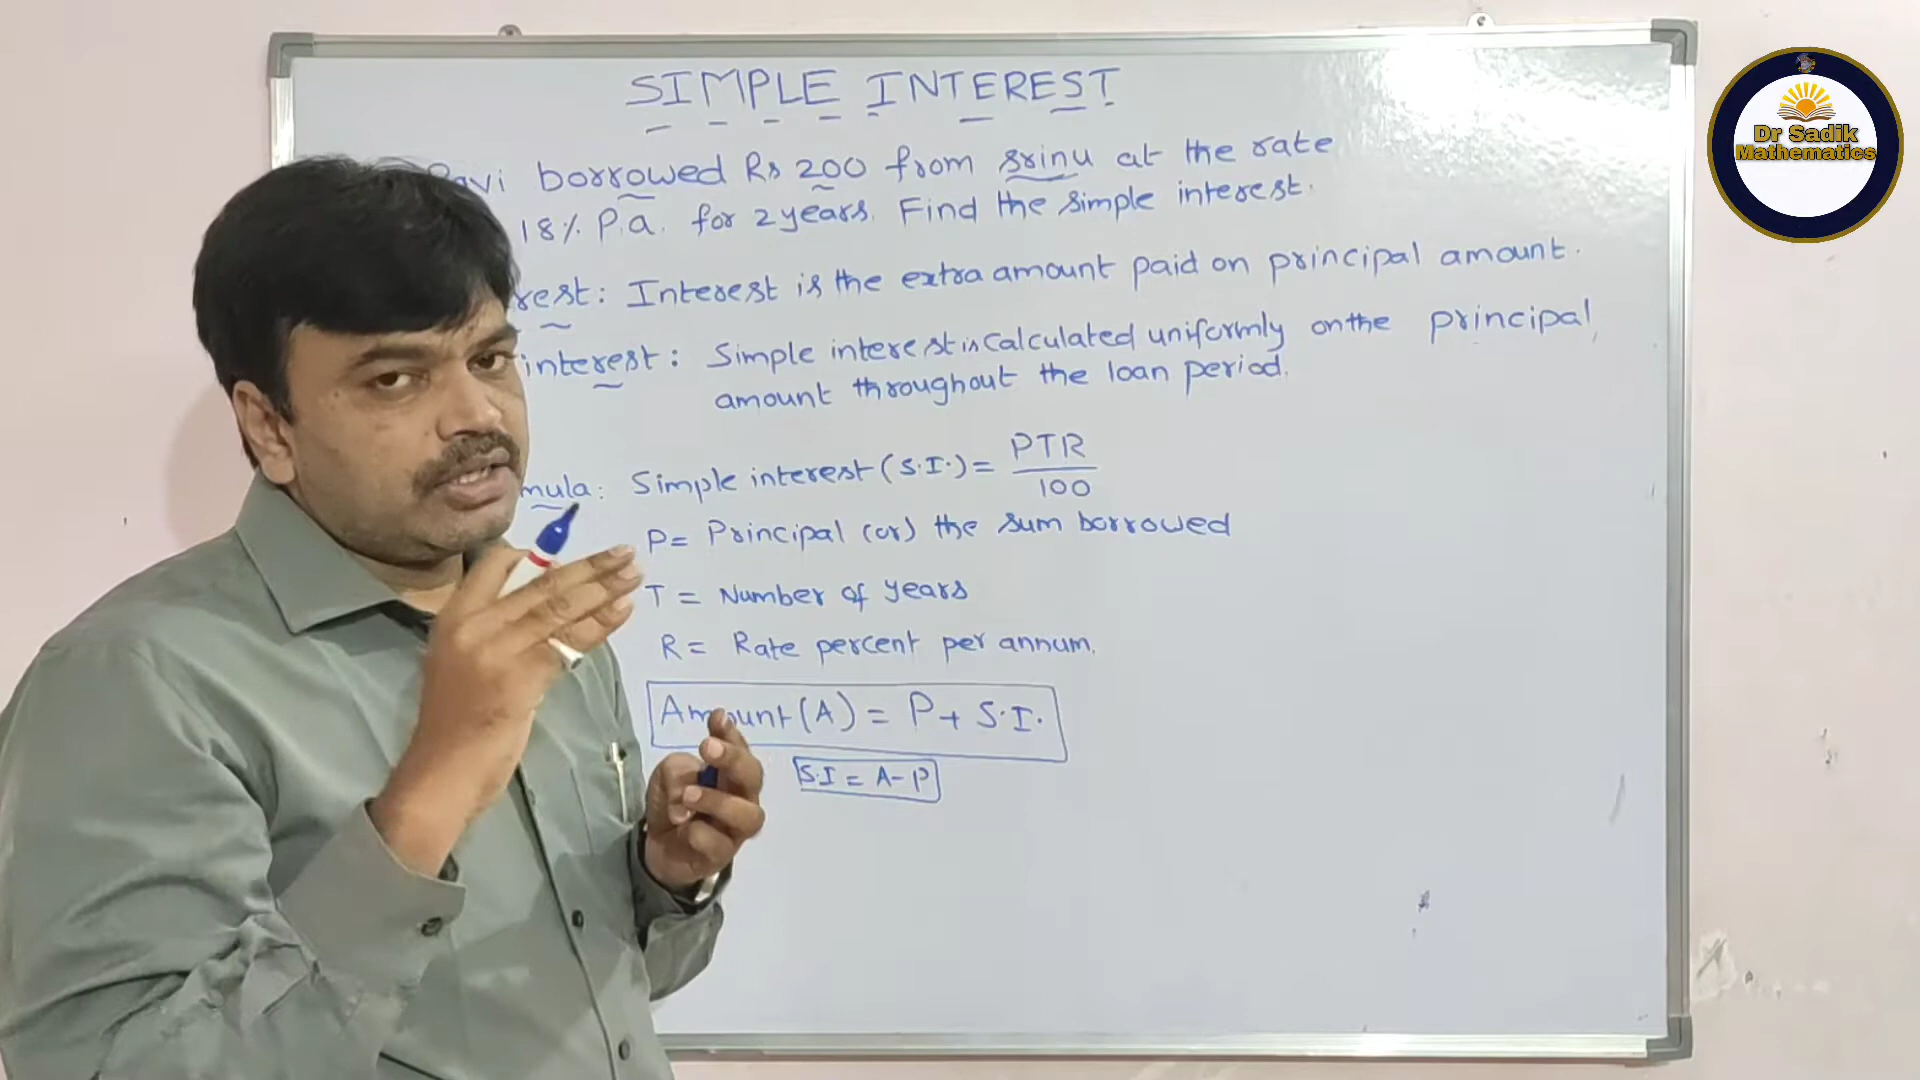 SIMPLE INTEREST
borrowed Rs 200 from srinu at the rate
18% P.a. for 2 years. Find the simple interest.
rest: Interest is the extra amount paid on principal amount.
interest: Simple interest is calculated uniformly on the principal
amount throughout the loan period.
mula: Simple interest (S.I.) = PTR
100
P = Principal (or) the sum borrowed
T = Number of years
R = Rate percent per annum.
Amount (A) = P + S.I.
S.I = A - P
Dr Sadik
Mathematics